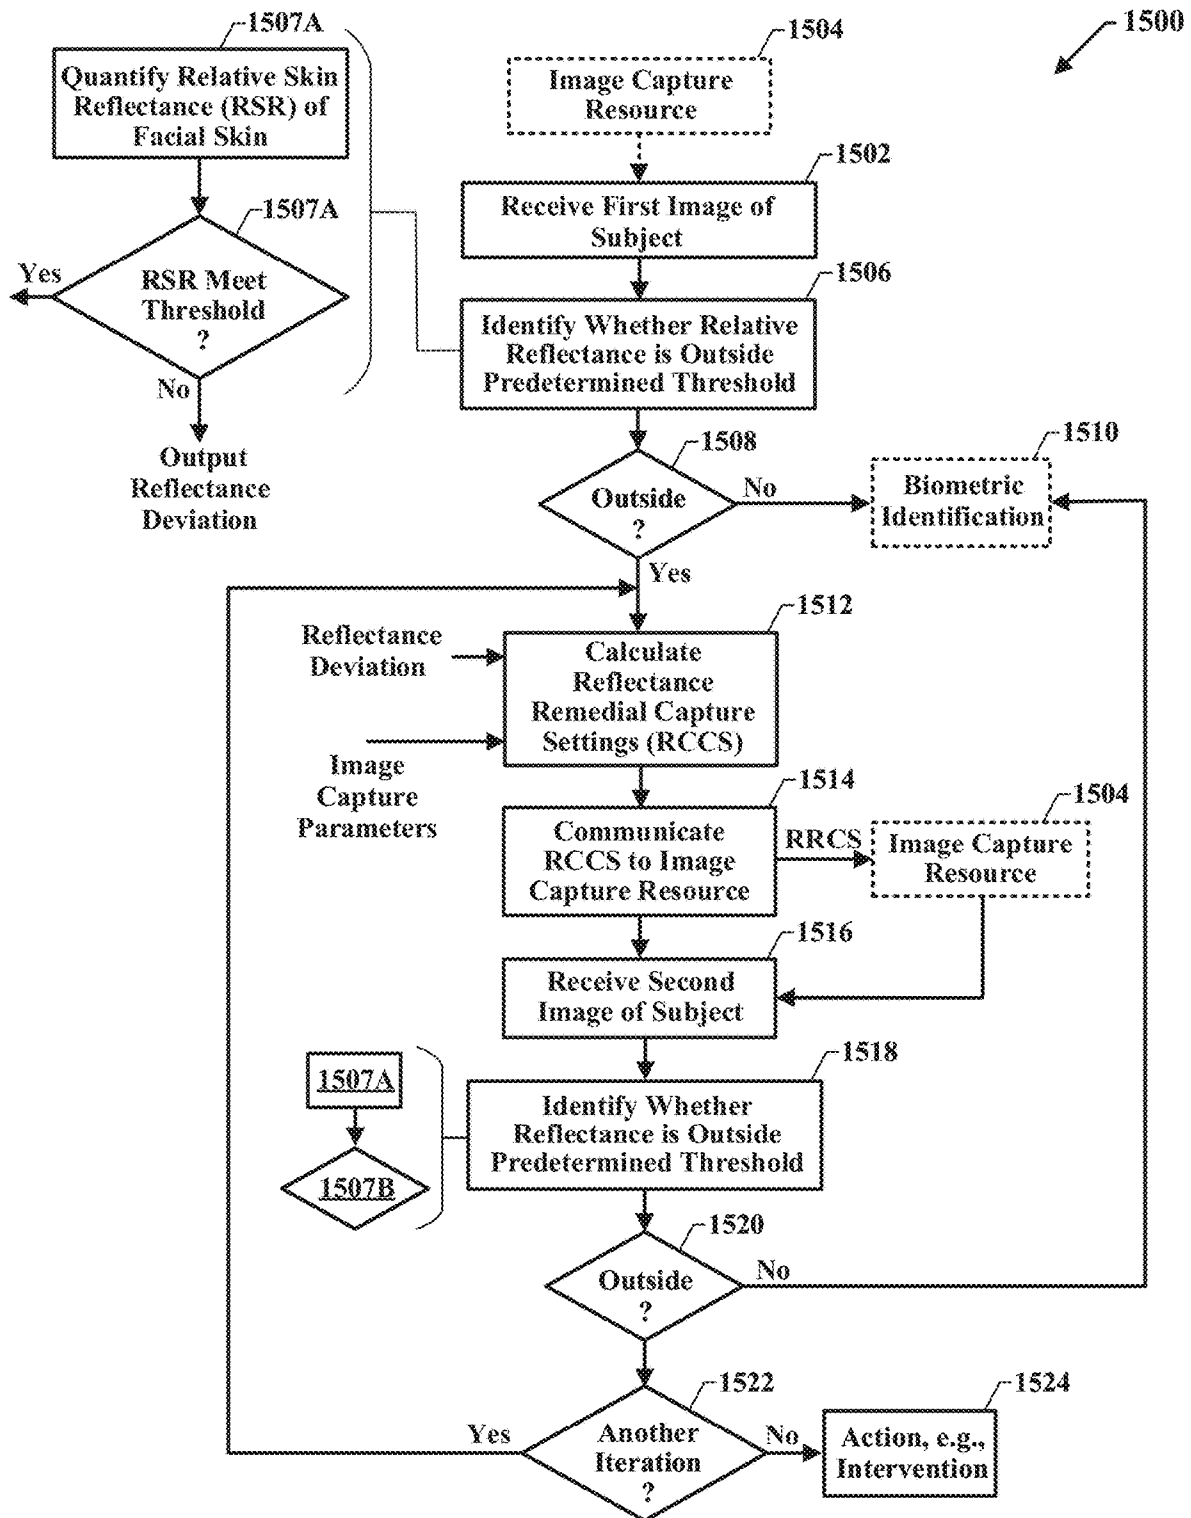 1500
1507A
Quantify Relative Skin
Reflectance (RSR) of
Facial Skin
1507A
RSR Meet
Threshold
?
Yes
No
Output
Reflectance
Deviation
1504
Image Capture
Resource
1502
Receive First Image of
Subject
1506
Identify Whether Relative
Reflectance is Outside
Predetermined Threshold
1508
Outside
?
No
Yes
1510
Biometric
Identification
1512
Calculate
Reflectance
Remedial Capture
Settings (RCCS)
Reflectance
Deviation
Image
Capture
Parameters
1514
Communicate
RCCS to Image
Capture Resource
RRCS
1504
Image Capture
Resource
1516
Receive Second
Image of Subject
1518
Identify Whether
Reflectance is Outside
Predetermined Threshold
1507A
1507B
1520
Outside
?
No
1522
Another
Iteration
?
Yes
No
1524
Action, e.g.,
Intervention